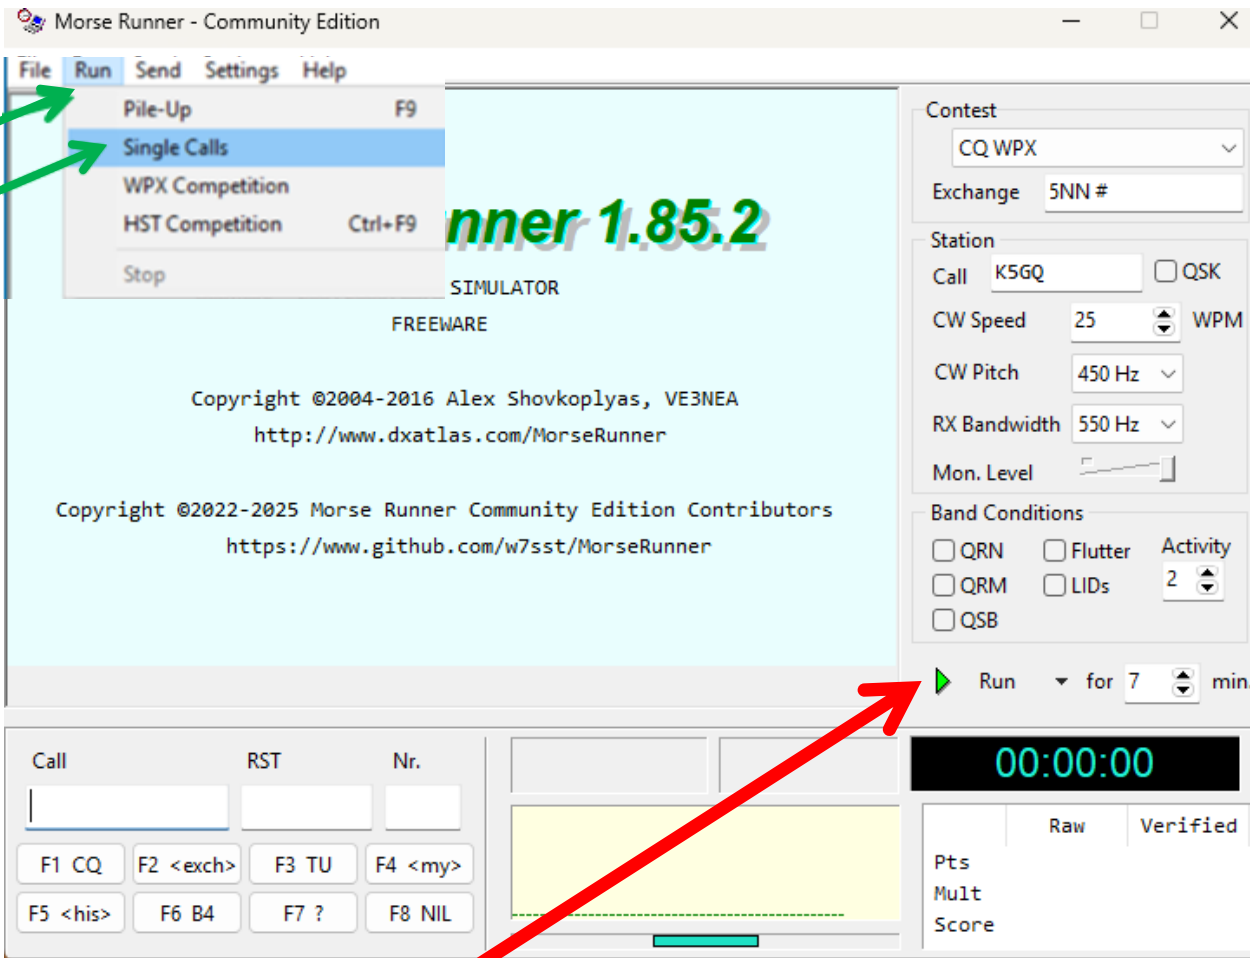 Morse Runner - Community Edition
File Run Send Settings Help
Pile-Up F9
Single Calls
WPX Competition
HST Competition Ctrl+F9
Stop
nner 1.85.2
SIMULATOR
FREEWARE
Copyright ©2004-2016 Alex Shovkoplyas, VE3NEA
http://www.dxatlas.com/MorseRunner
Copyright ©2022-2025 Morse Runner Community Edition Contributors
https://www.github.com/w7sst/MorseRunner
Contest
CQ WPX
Exchange 5NN #
Station
Call K5GQ QSK
CW Speed 25 WPM
CW Pitch 450 Hz
RX Bandwidth 550 Hz
Mon. Level
Band Conditions
QRN Flutter Activity
QRM LIDs 2
QSB
Run for 7 min.
Call RST Nr.
F1 CQ F2 <exch> F3 TU F4 <my>
F5 <his> F6 B4 F7 ? F8 NIL
00:00:00
Raw Verified
Pts
Mult
Score